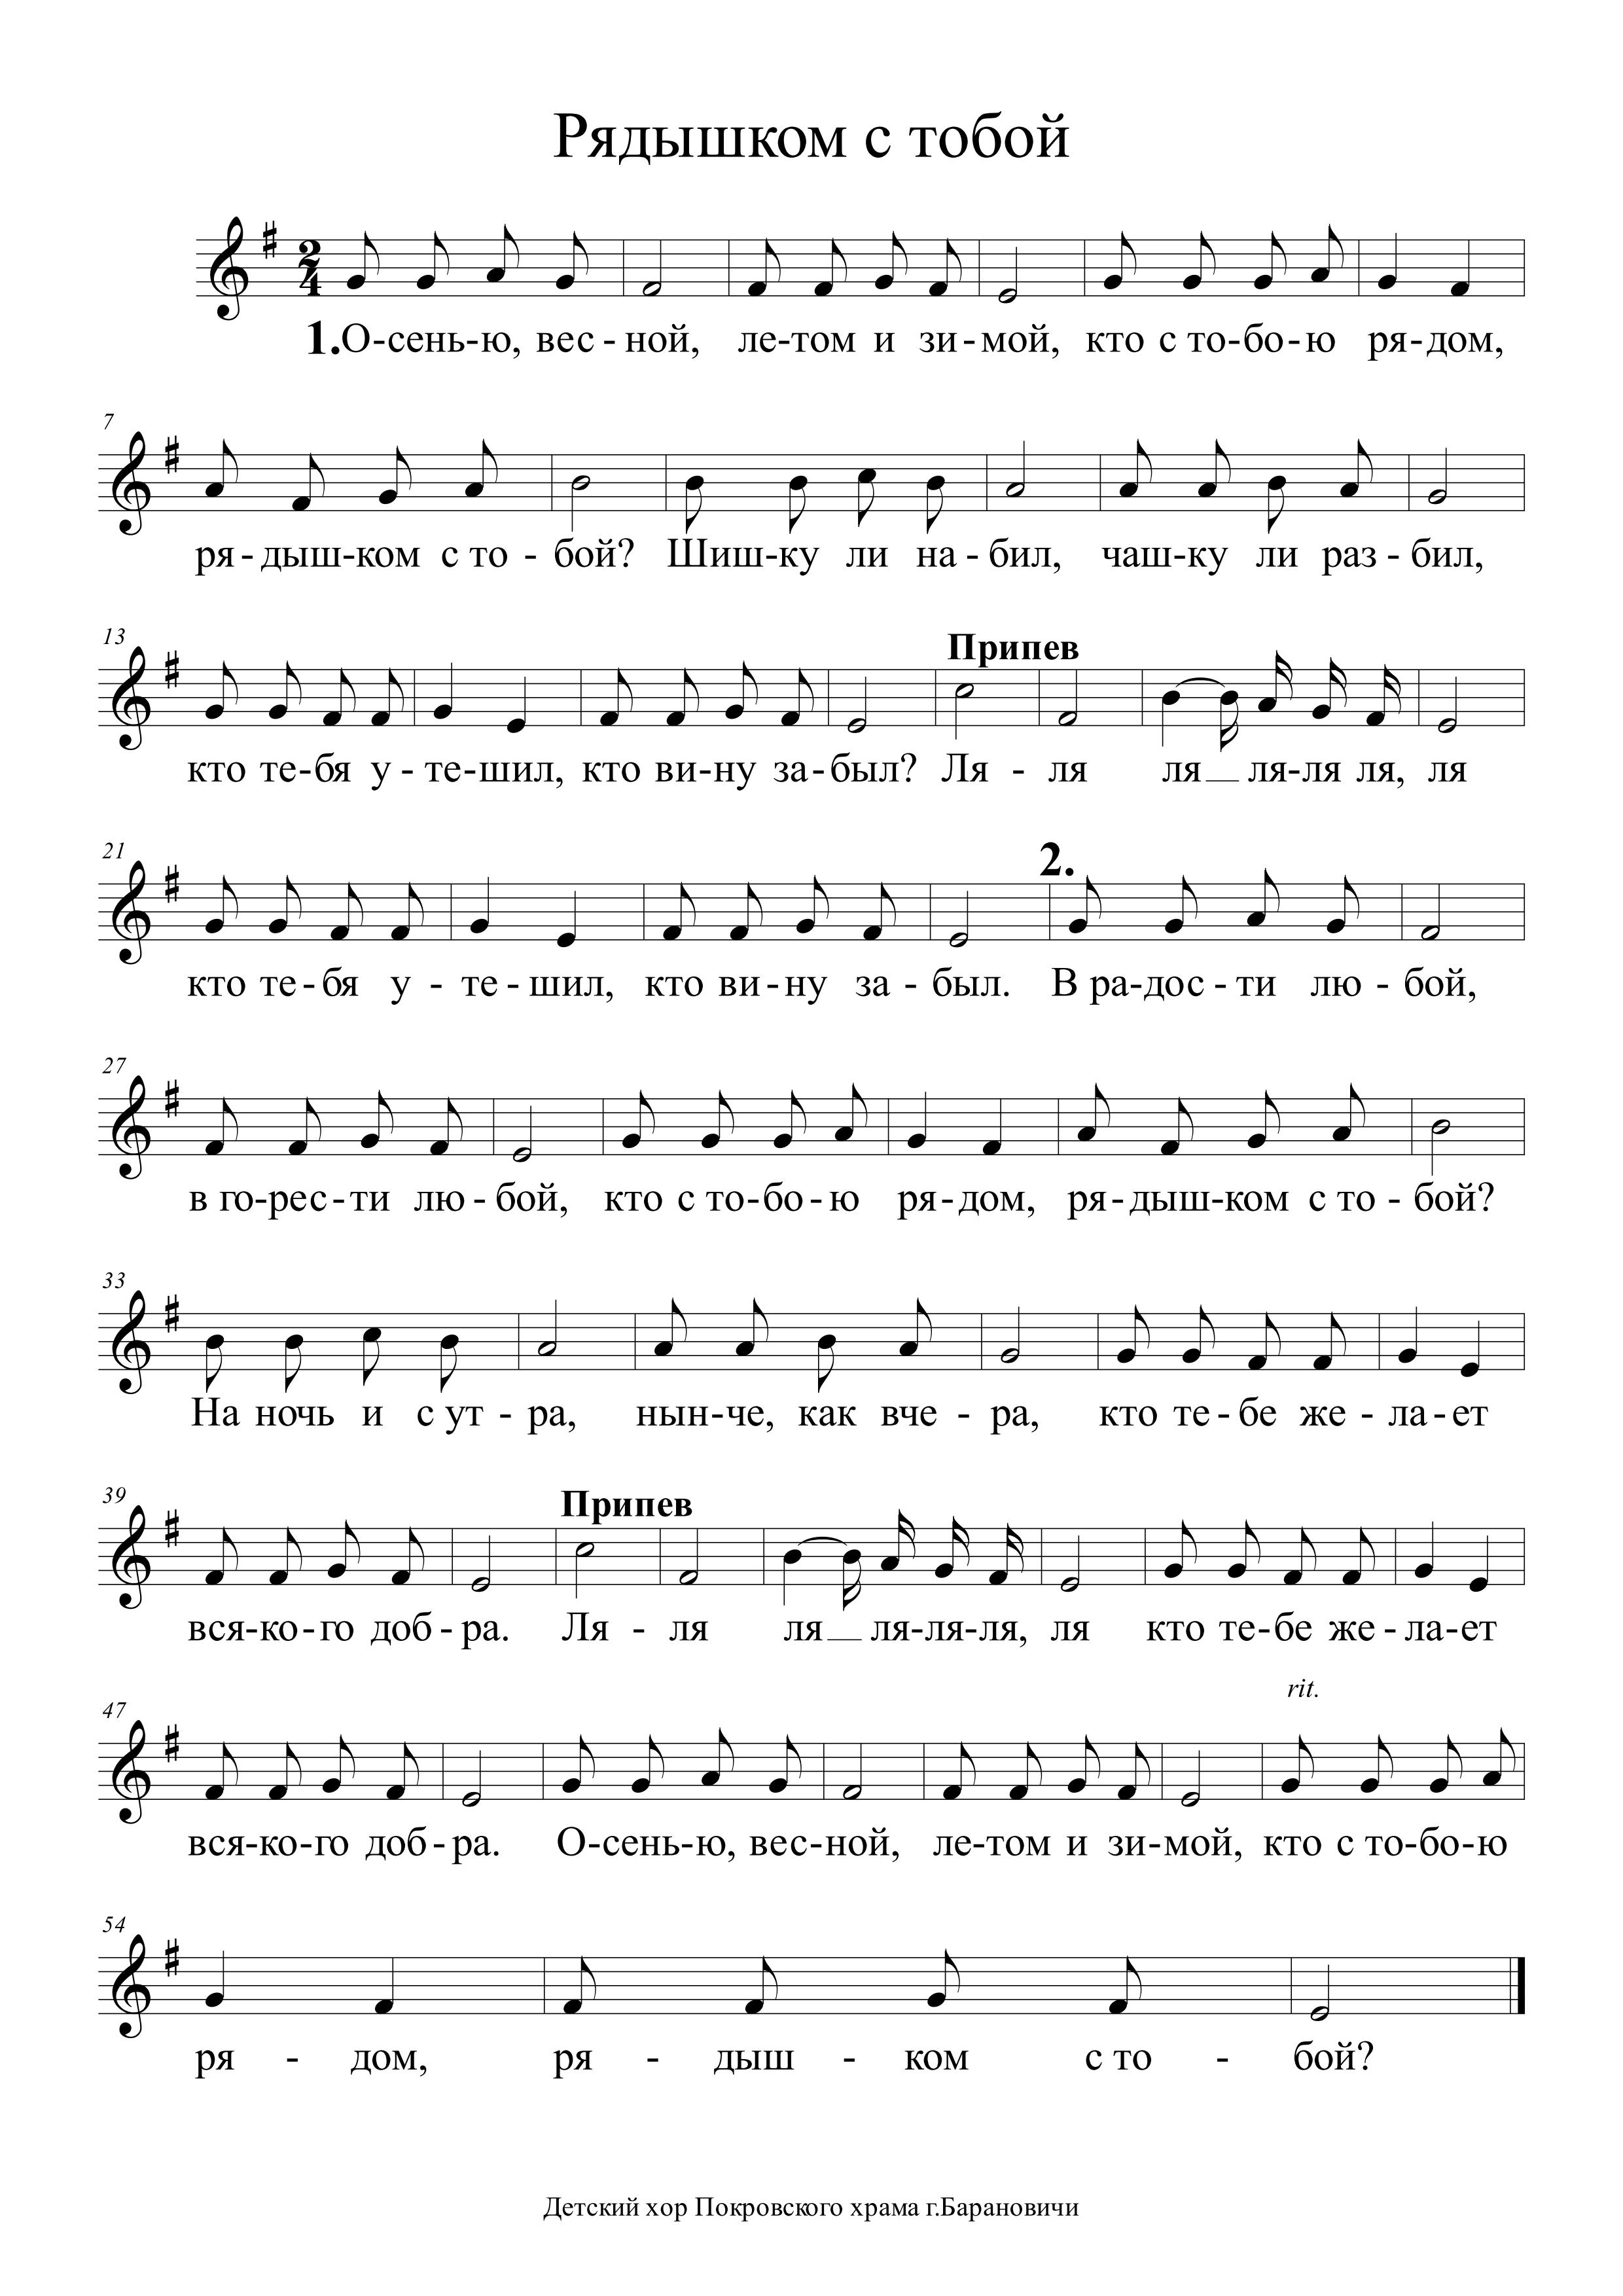 Рядышком с тобой
1.О-сень-ю, вес - ной, ле-том и зи-мой, кто с то-бо-ю ря-дом,
7
ря-дыш-ком с то - бой? Шиш-ку ли на-бил, чаш-ку ли раз-бил,
13
Припев
кто те-бя у-те-шил, кто ви-ну за-был? Ля - ля ля ля-ля ля, ля
21
2.
кто те-бя у - те-шил, кто ви-ну за - был. В ра-дос-ти лю - бой,
27
в го-рес-ти лю - бой, кто с то-бо-ю ря-дом, ря-дыш-ком с то - бой?
33
На ночь и с ут - ра, нын-че, как вче - ра, кто те-бе же - ла-ет
39
Припев
вся-ко-го доб-ра. Ля - ля ля ля-ля-ля, ля кто те-бе же-ла-ет
rit.
47
вся-ко-го доб-ра. О-сень-ю, вес-ной, ле-том и зи-мой, кто с то-бо-ю
54
ря - дом, ря - дыш - ком с то - бой?
Детский хор Покровского храма г.Барановичи